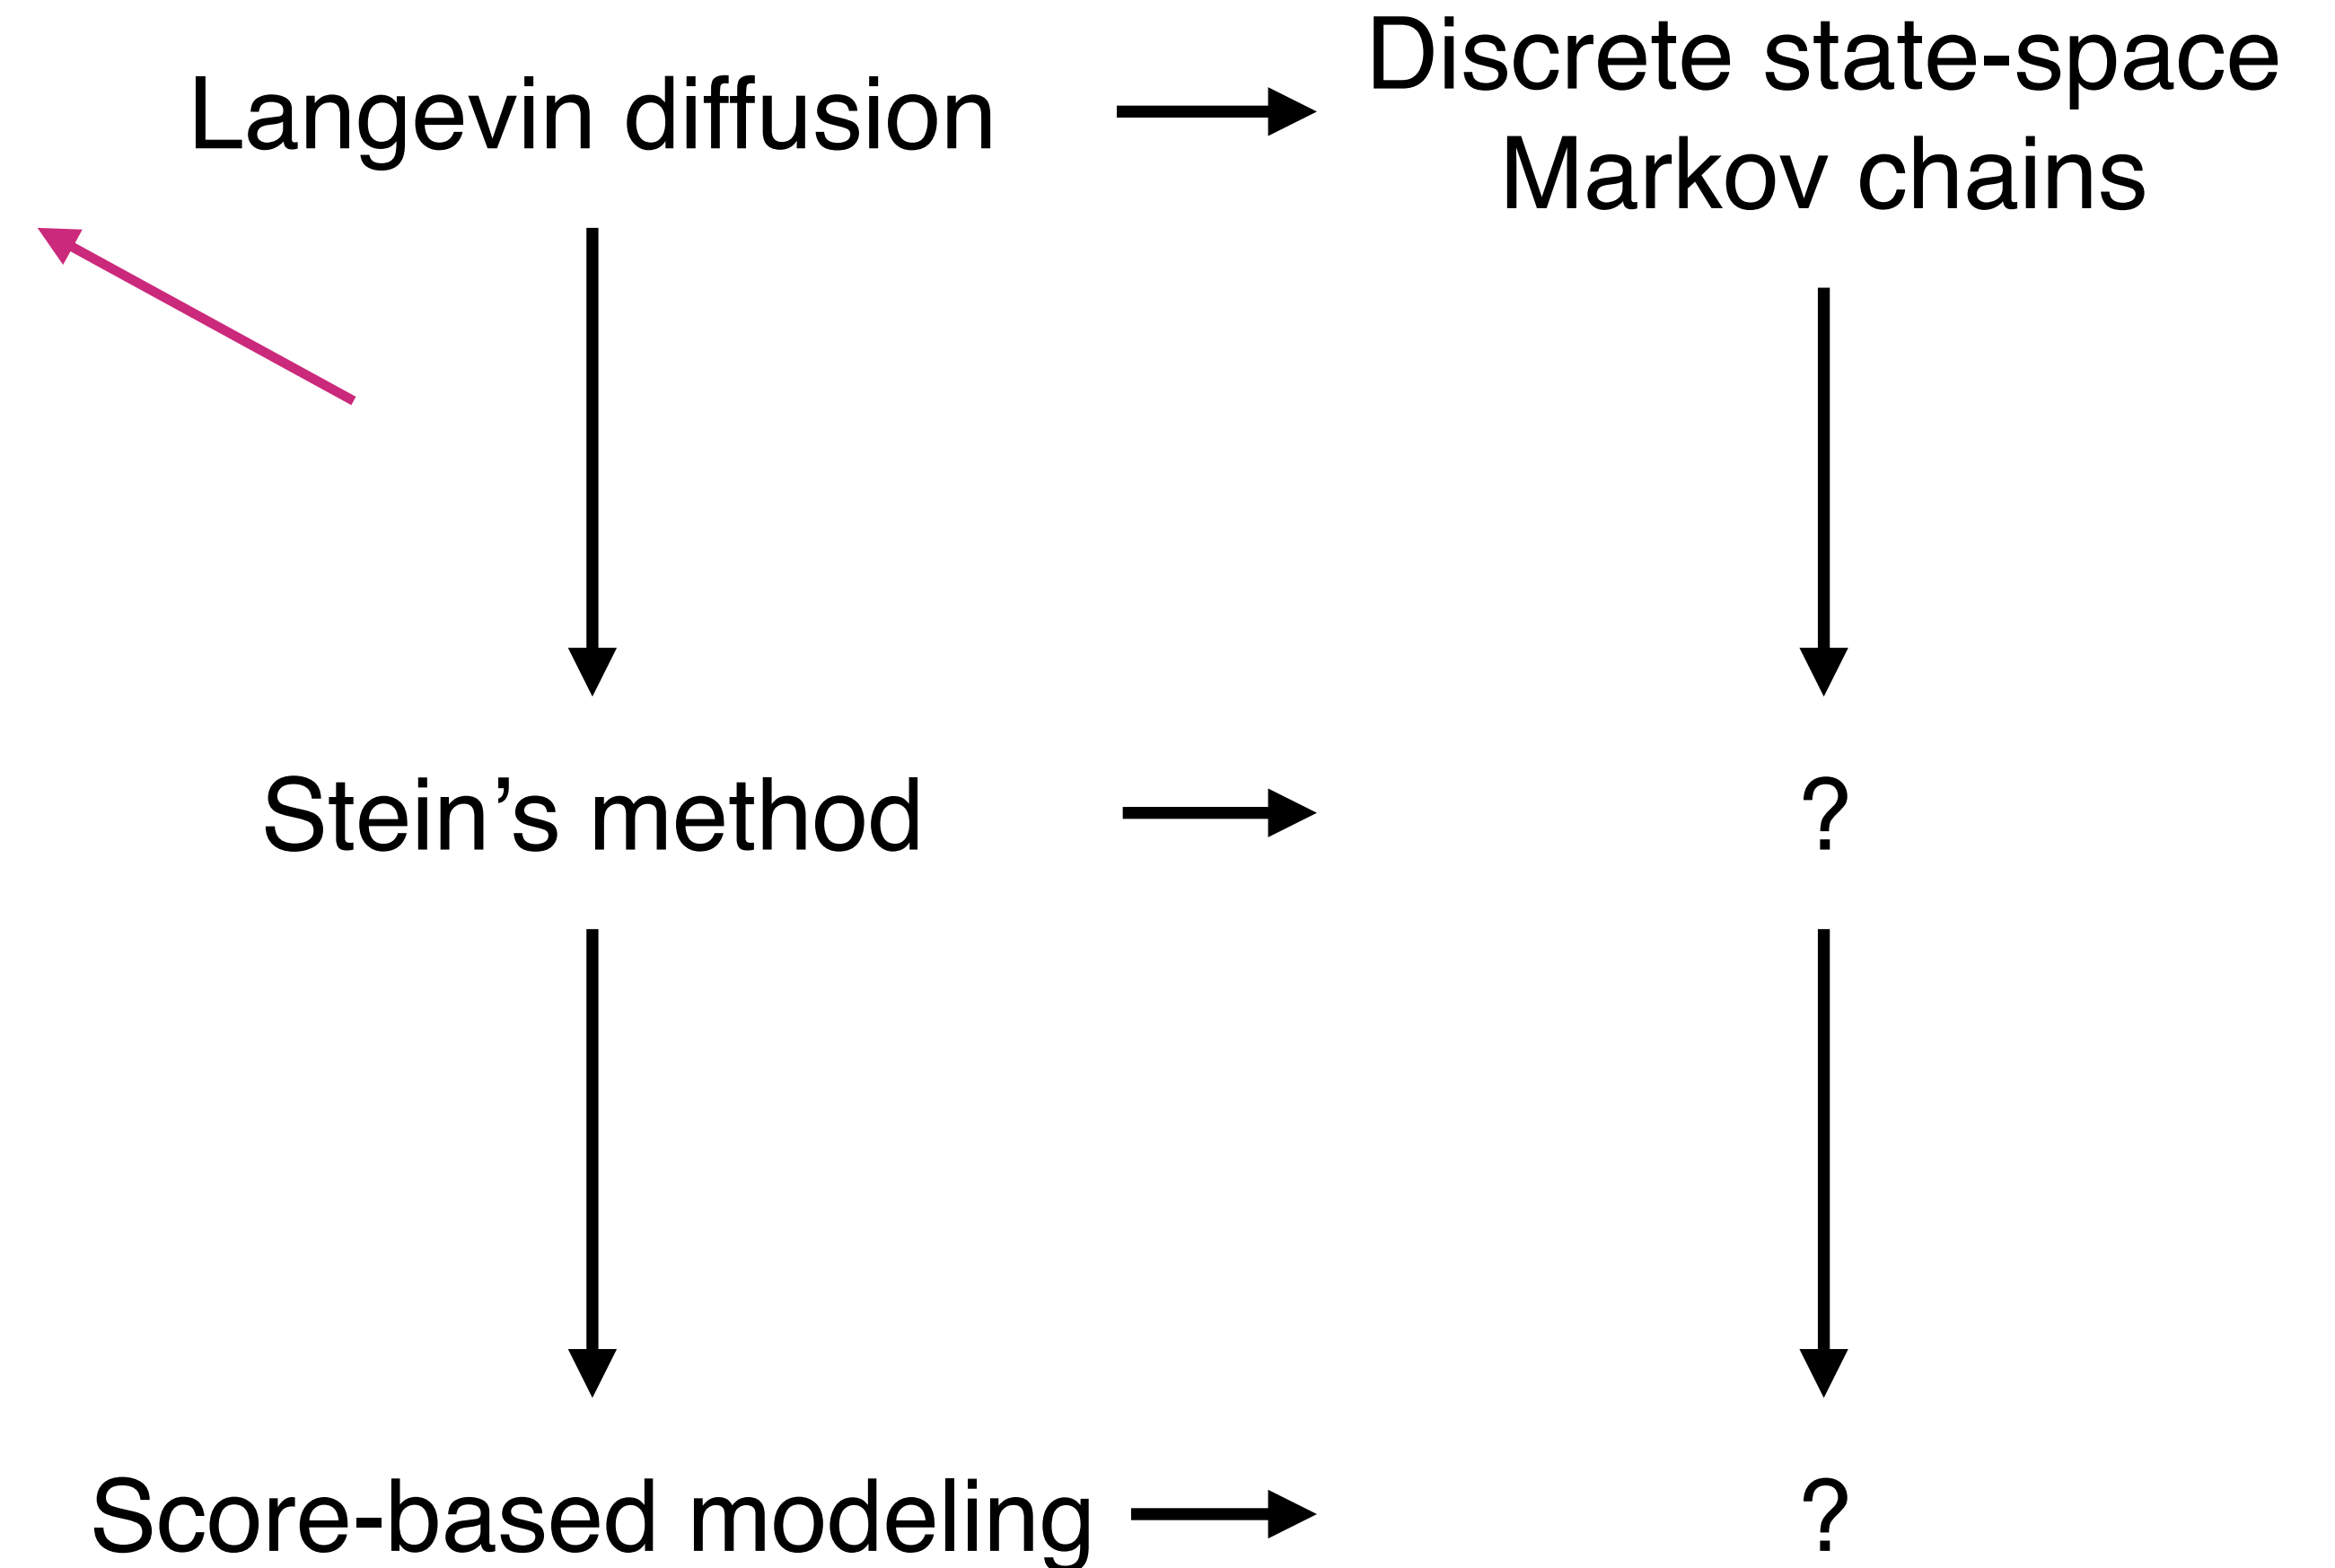 Langevin diffusion
Discrete state-space
Markov chains
Stein’s method
?
Score-based modeling
?